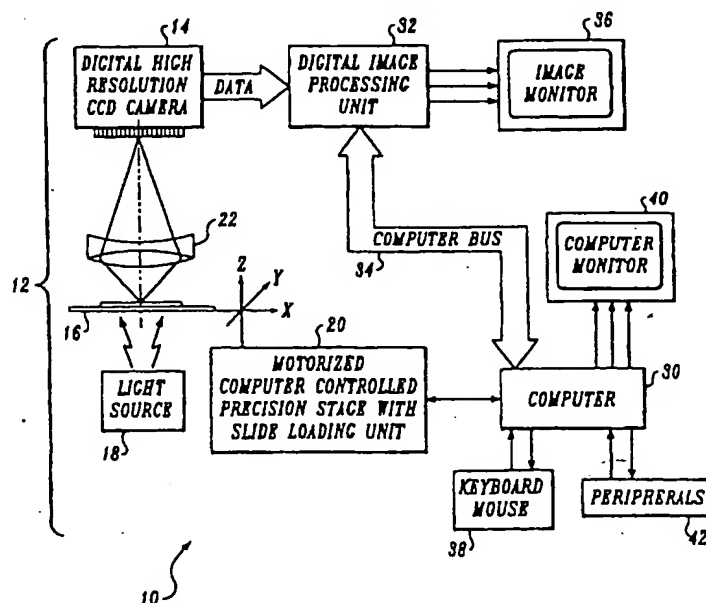 14
DIGITAL HIGH
RESOLUTION
CCD CAMERA
DATA
32
DIGITAL IMAGE
PROCESSING
UNIT
36
IMAGE
MONITOR
22
12
16
Z
Y
X
COMPUTER BUS
34
40
COMPUTER
MONITOR
LIGHT
SOURCE
18
20
MOTORIZED
COMPUTER CONTROLLED
PRECISION STAGE WITH
SLIDE LOADING UNIT
COMPUTER
30
KEYBOARD
MOUSE
38
PERIPHERALS
42
10